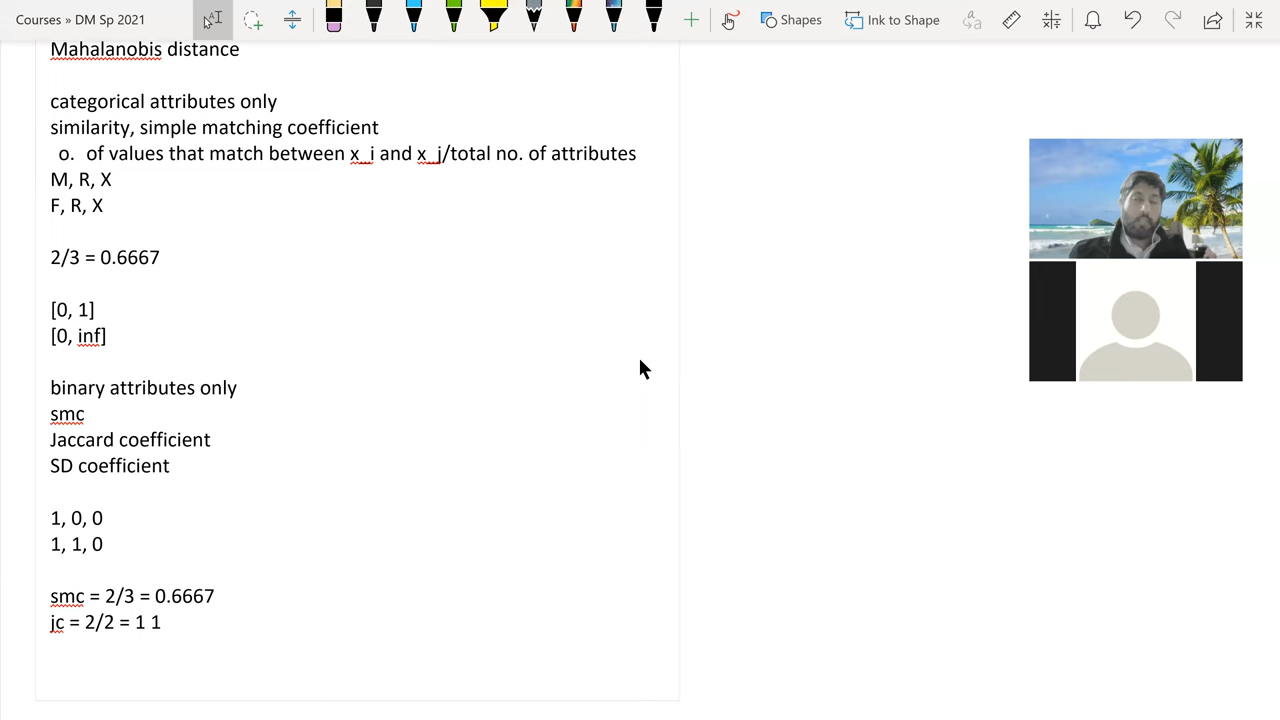 Courses » DM Sp 2021
Shapes
Ink to Shape
Mahalanobis distance
categorical attributes only
similarity, simple matching coefficient
o. of values that match between x_i and x_j/total no. of attributes
M, R, X
F, R, X
2/3 = 0.6667
[0, 1]
[0, inf]
binary attributes only
smc
Jaccard coefficient
SD coefficient
1, 0, 0
1, 1, 0
smc = 2/3 = 0.6667
jc = 2/2 = 1 1